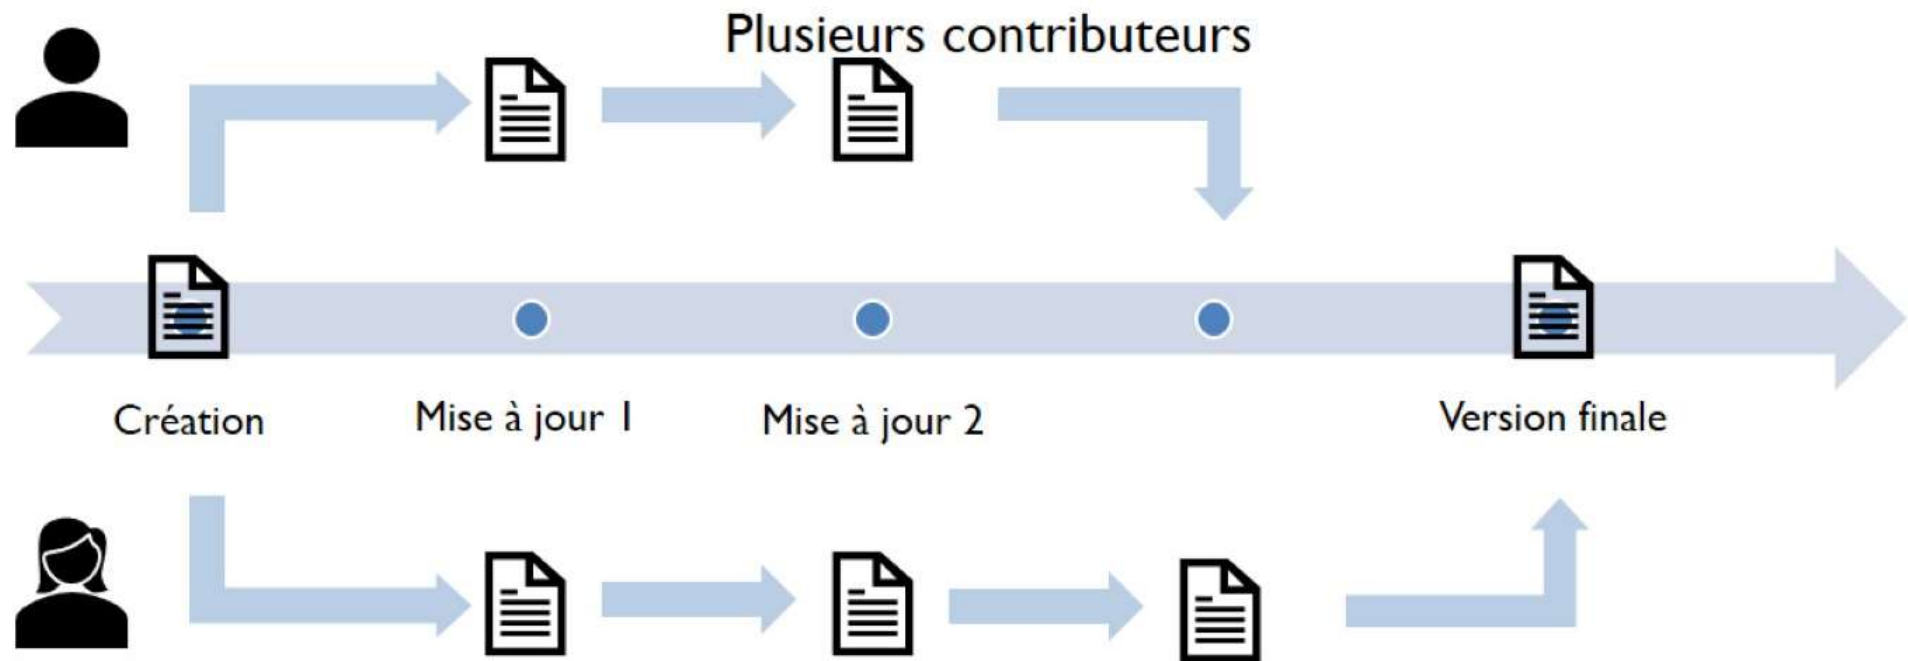 Plusieurs contributeurs
Création
Mise à jour 1
Mise à jour 2
Version finale